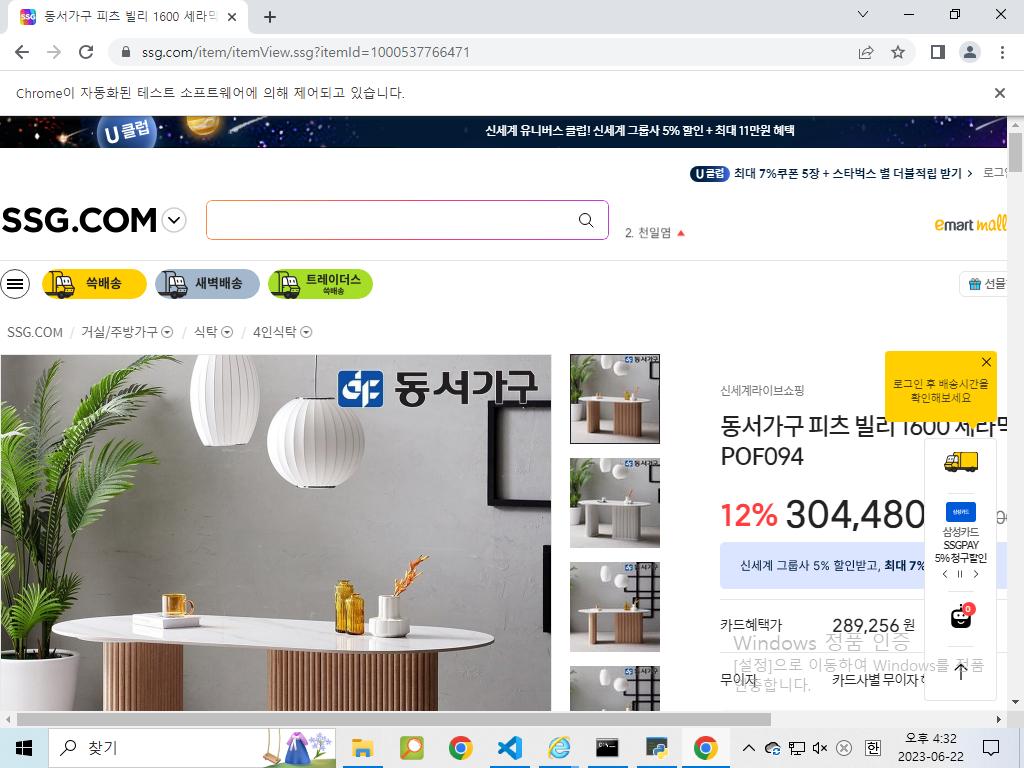 동서가구 피츠 빌리 1600 세라믹
ssg.com/item/itemView.ssg?itemId=1000537766471
Chrome이 자동화된 테스트 소프트웨어에 의해 제어되고 있습니다.
U 클럽
신세계 유니버스 클럽! 신세계 그룹사 5% 할인 + 최대 11만원 혜택
U 클럽 최대 7%쿠폰 5장 + 스타벅스 별 더블적립 받기 > 로그인
SSG.COM
2. 천일염 ▲
emart mall
쓱배송
새벽배송
트레이더스
쓱배송
선물
SSG.COM / 거실/주방가구 / 식탁 / 4인식탁
동서가구
신세계라이브쇼핑
로그인 후 배송시간을
확인해보세요
동서가구 피츠 빌리 1600 세라믹
POF094
12% 304,480
신세계 그룹사 5% 할인받고, 최대 7%
삼성카드
삼성카드
SSGPAY
5% 청구할인
0
카드혜택가 289,256 원
Windows 정품 인증
[설정]으로 이동하여 Windows를 정품
인증합니다.
무이자 카드사별 무이자
찾기
한
오후 4:32
2023-06-22